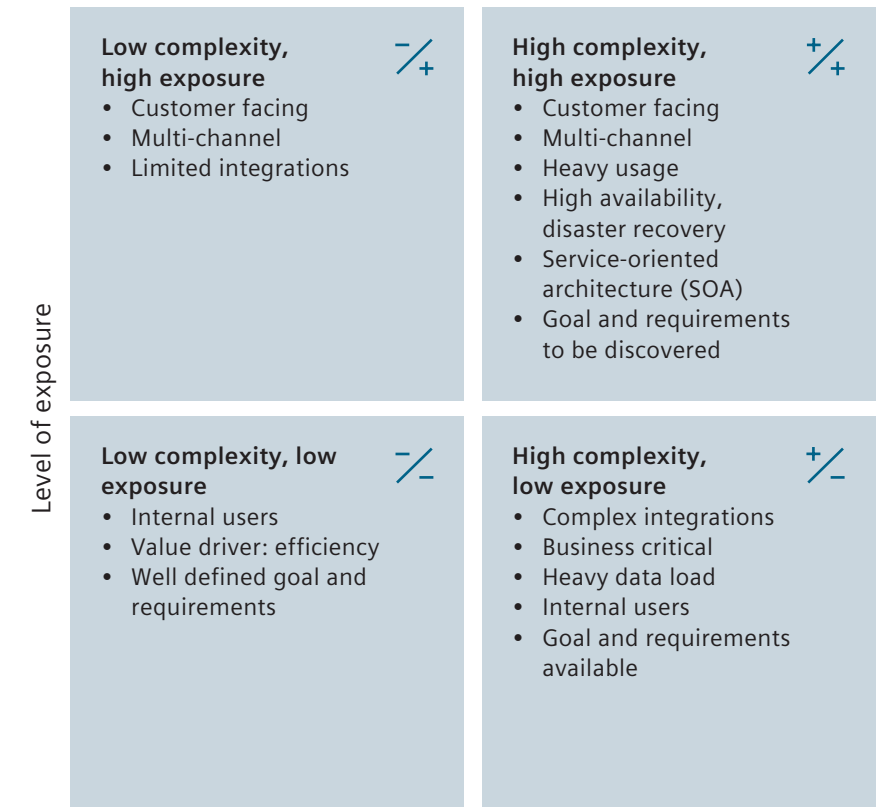 Level of exposure
Low complexity,
high exposure
−/+
• Customer facing
• Multi-channel
• Limited integrations
High complexity,
high exposure
+/+
• Customer facing
• Multi-channel
• Heavy usage
• High availability,
disaster recovery
• Service-oriented
architecture (SOA)
• Goal and requirements
to be discovered
Low complexity, low
exposure
−/−
• Internal users
• Value driver: efficiency
• Well defined goal and
requirements
High complexity,
low exposure
+/−
• Complex integrations
• Business critical
• Heavy data load
• Internal users
• Goal and requirements
available